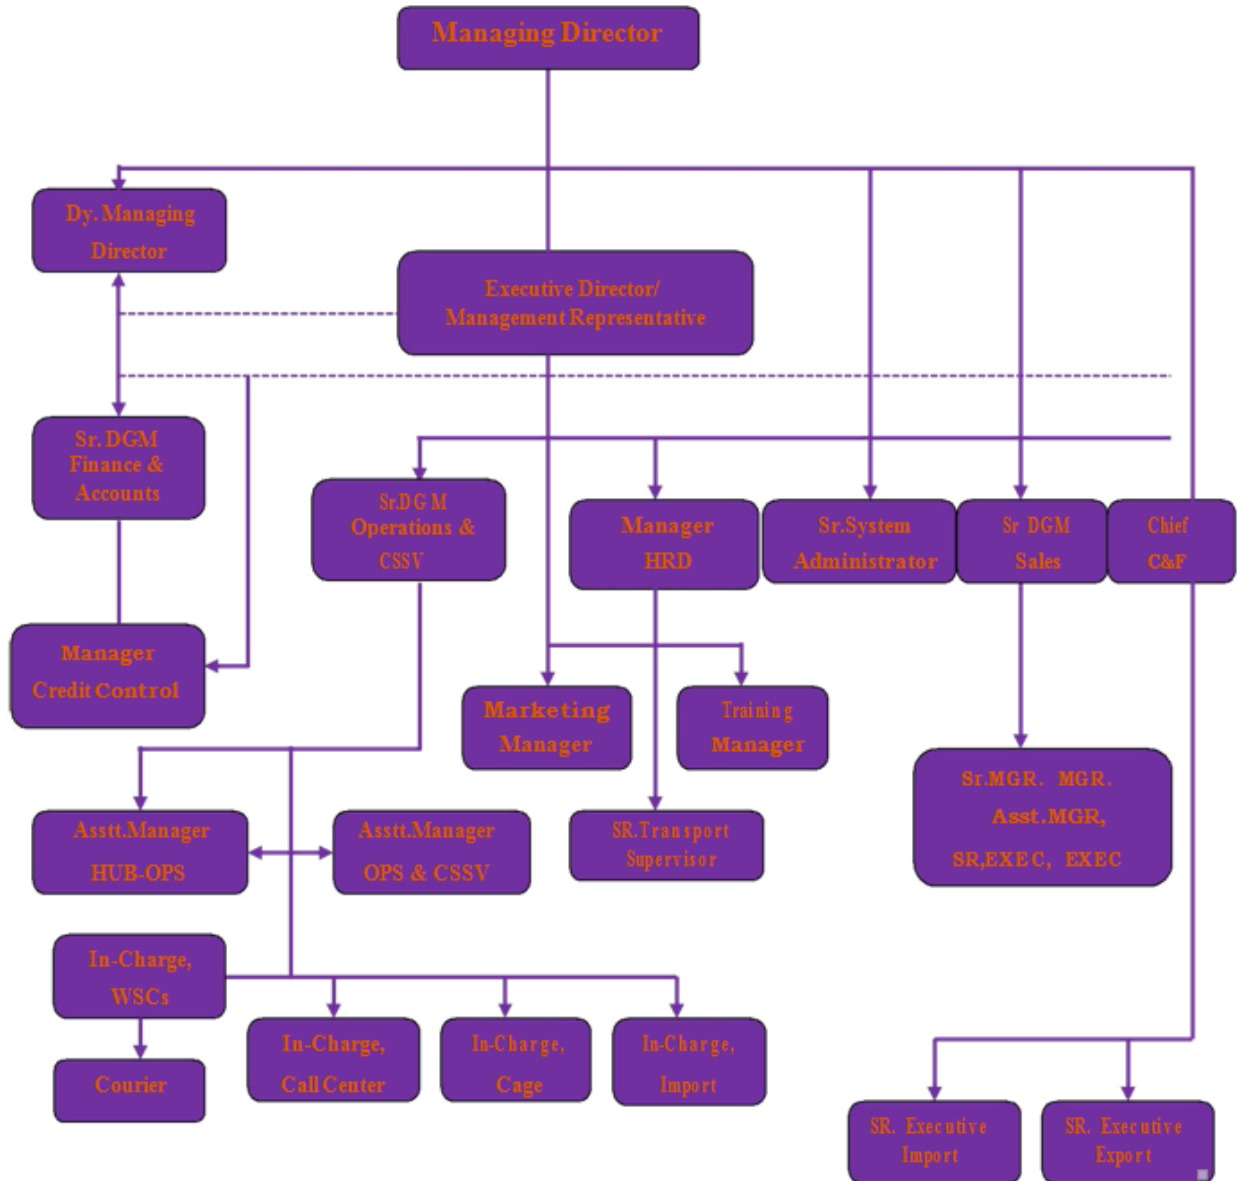 Managing Director
Dy. Managing
Director
Executive Director/
Management Representative
Sr. DGM
Finance &
Accounts
Sr.DG M
Operations &
CSSV
Manager
HRD
Sr.System
Administrator
Sr DGM
Sales
Chief
C&F
Manager
Credit Control
Marketing
Manager
Training
Manager
Sr.MGR. MGR.
Asst.MGR,
SR,EXEC, EXEC
Asstt.Manager
HUB-OPS
Asstt.Manager
OPS & CSSV
SR.Transport
Supervisor
In-Charge,
WSCs
In-Charge,
Call Center
In-Charge,
Cage
In-Charge,
Import
Courier
SR. Executive
Import
SR. Executive
Export